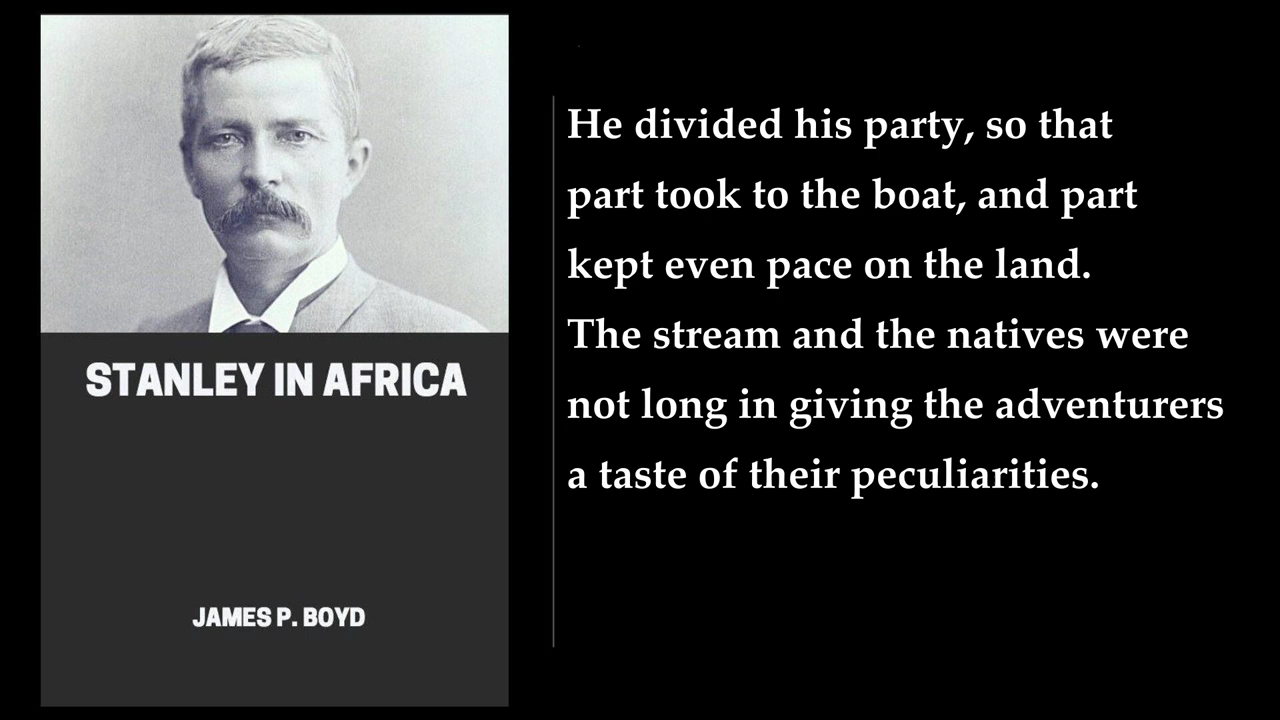 STANLEY IN AFRICA
JAMES P. BOYD
He divided his party, so that
part took to the boat, and part
kept even pace on the land.
The stream and the natives were
not long in giving the adventurers
a taste of their peculiarities.